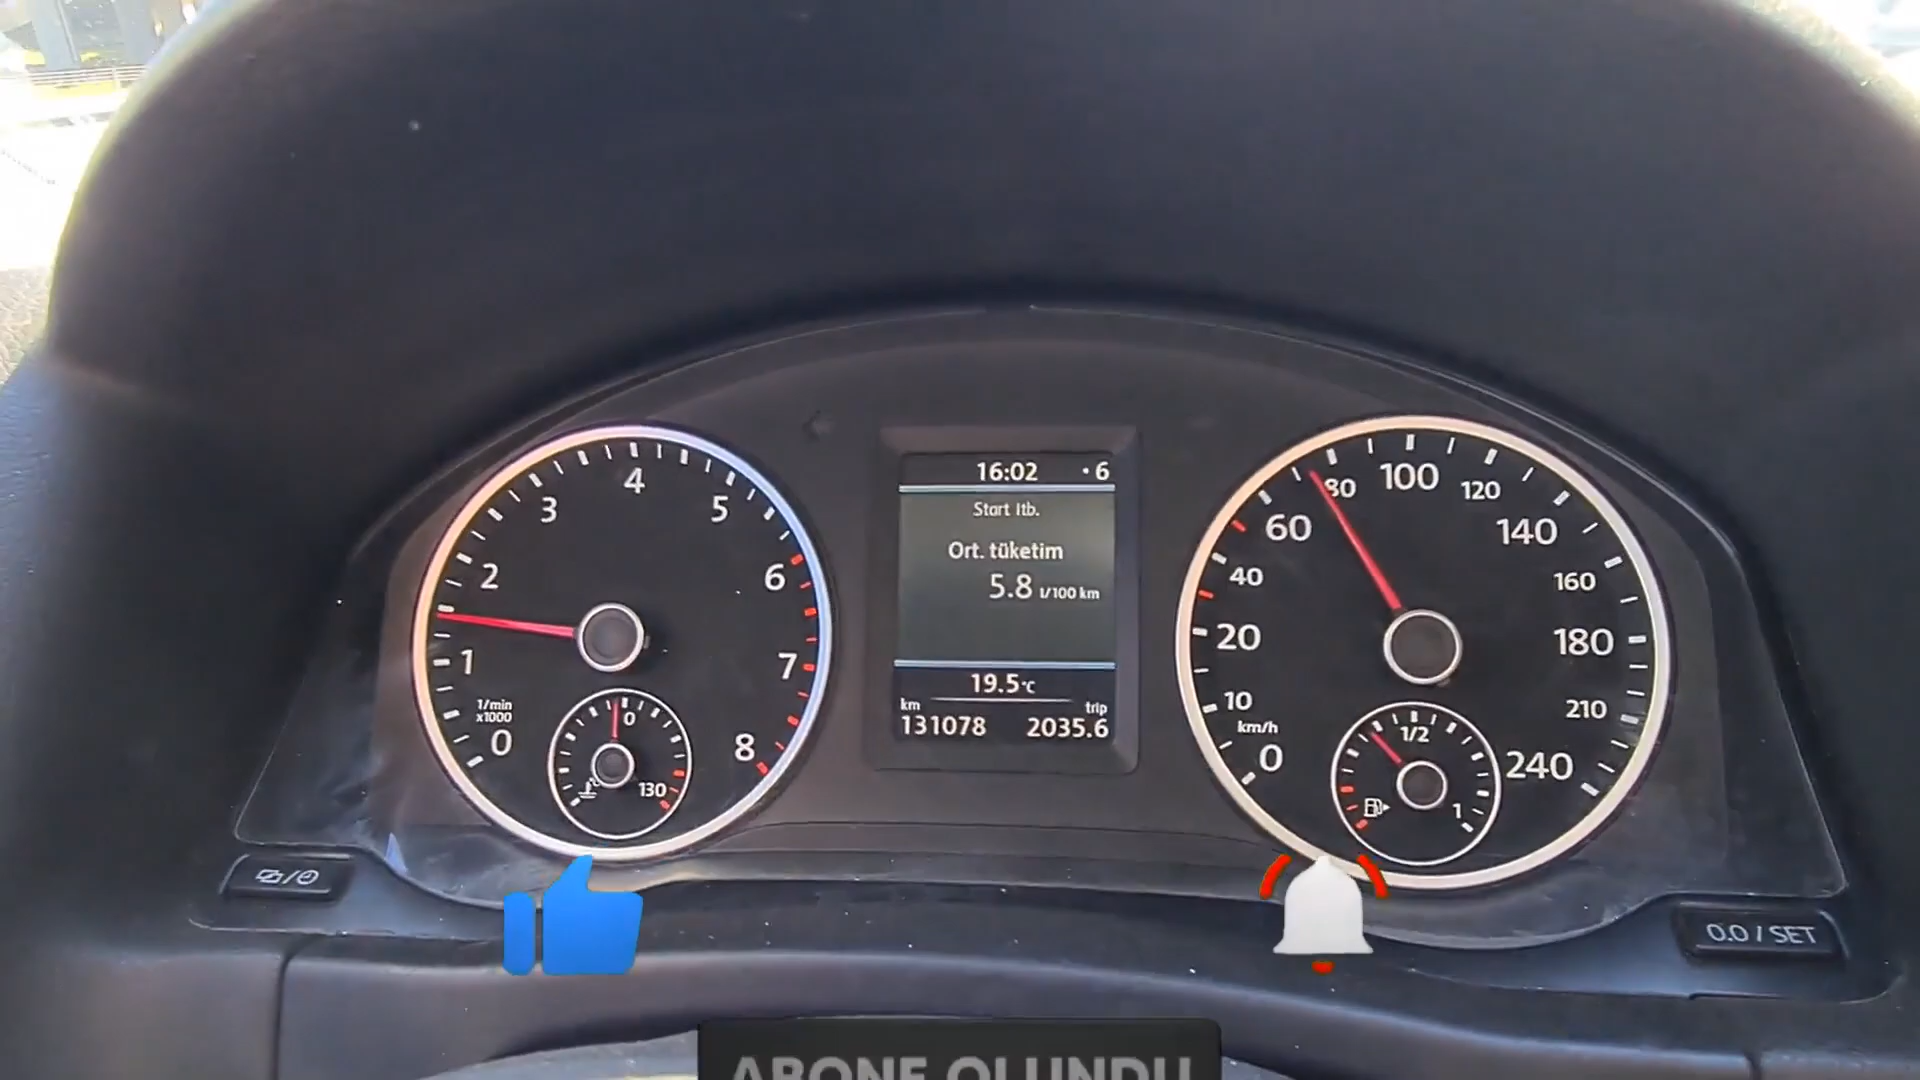 16:02 • 6
Start Itb.
Ort. tüketim
5.8 l/100 km
19.5°C
km trip
131078 2035.6
0 1 2 3 4 5 6 7 8
1/min
x1000
0 130
0 10 20 40 60 80 100 120 140 160 180 210 240
km/h
1/2
1
0.0 / SET
ABONE OLUNDU